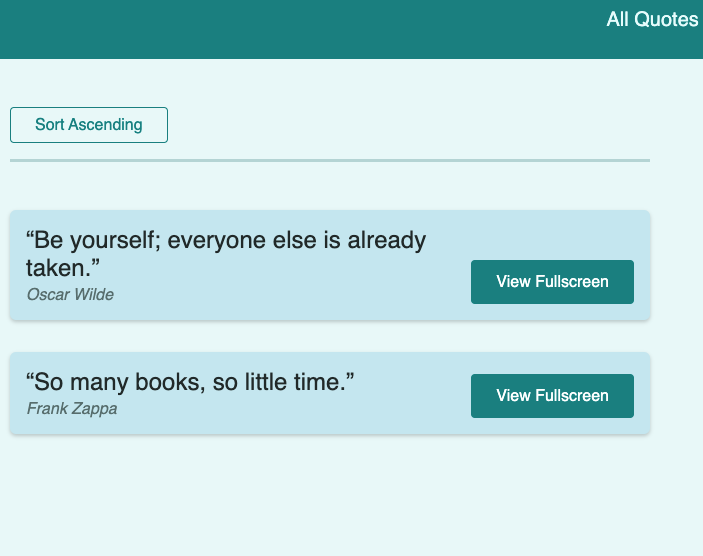 All Quotes
Sort Ascending
“Be yourself; everyone else is already
taken.”
Oscar Wilde
View Fullscreen
“So many books, so little time.”
Frank Zappa
View Fullscreen